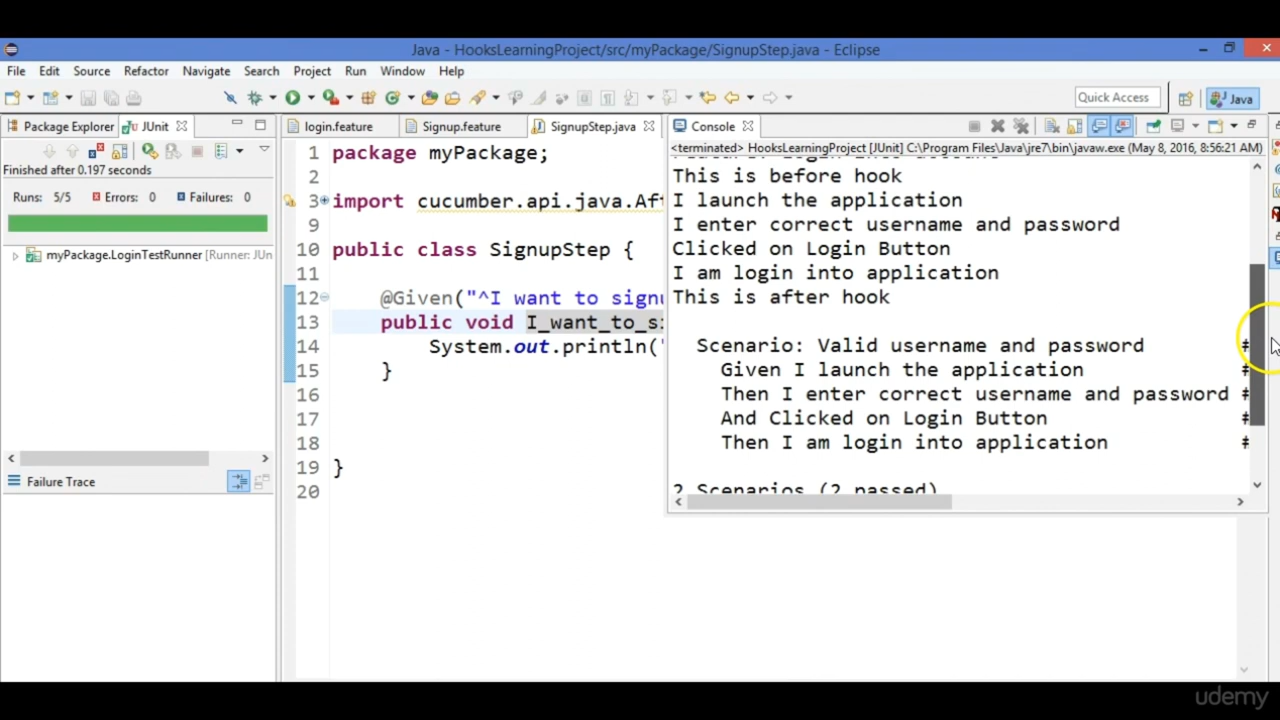 Java - HooksLearningProject/src/myPackage/SignupStep.java - Eclipse
File Edit Source Refactor Navigate Search Project Run Window Help
Quick Access
Java
Package Explorer
JUnit
Finished after 0.197 seconds
Runs: 5/5
Errors: 0
Failures: 0
myPackage.LoginTestRunner [Runner: JUn
Failure Trace
login.feature
Signup.feature
SignupStep.java
1 package myPackage;
2
3 import cucumber.api.java.Aft
9
10 public class SignupStep {
11
12 @Given("^I want to signu
13 public void I_want_to_si
14 System.out.println("
15 }
16
17
18
19 }
20
Console
<terminated> HooksLearningProject [JUnit] C:\Program Files\Java\jre7\bin\javaw.exe (May 8, 2016, 8:56:21 AM)
This is before hook
I launch the application
I enter correct username and password
Clicked on Login Button
I am login into application
This is after hook
Scenario: Valid username and password #
Given I launch the application #
Then I enter correct username and password #
And Clicked on Login Button #
Then I am login into application #
2 Scenarios (2 passed)
udemy